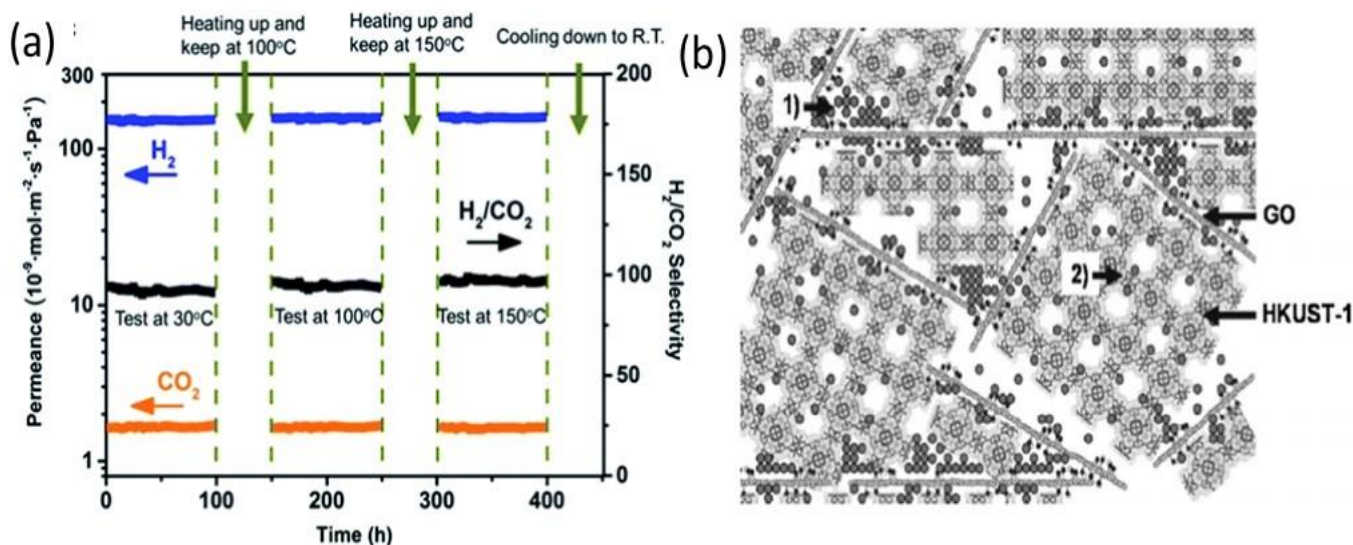 (a)
Heating up and
keep at 100°C
Heating up and
keep at 150°C
Cooling down to R.T.
300
100
10
1
Permeance (10⁻⁹·mol·m⁻²·s⁻¹·Pa⁻¹)
H₂
H₂/CO₂
Test at 30°C
Test at 100°C
Test at 150°C
CO₂
200
150
100
50
0
H₂/CO₂ Selectivity
0
100
200
300
400
Time (h)
(b)
1)
GO
2)
HKUST-1